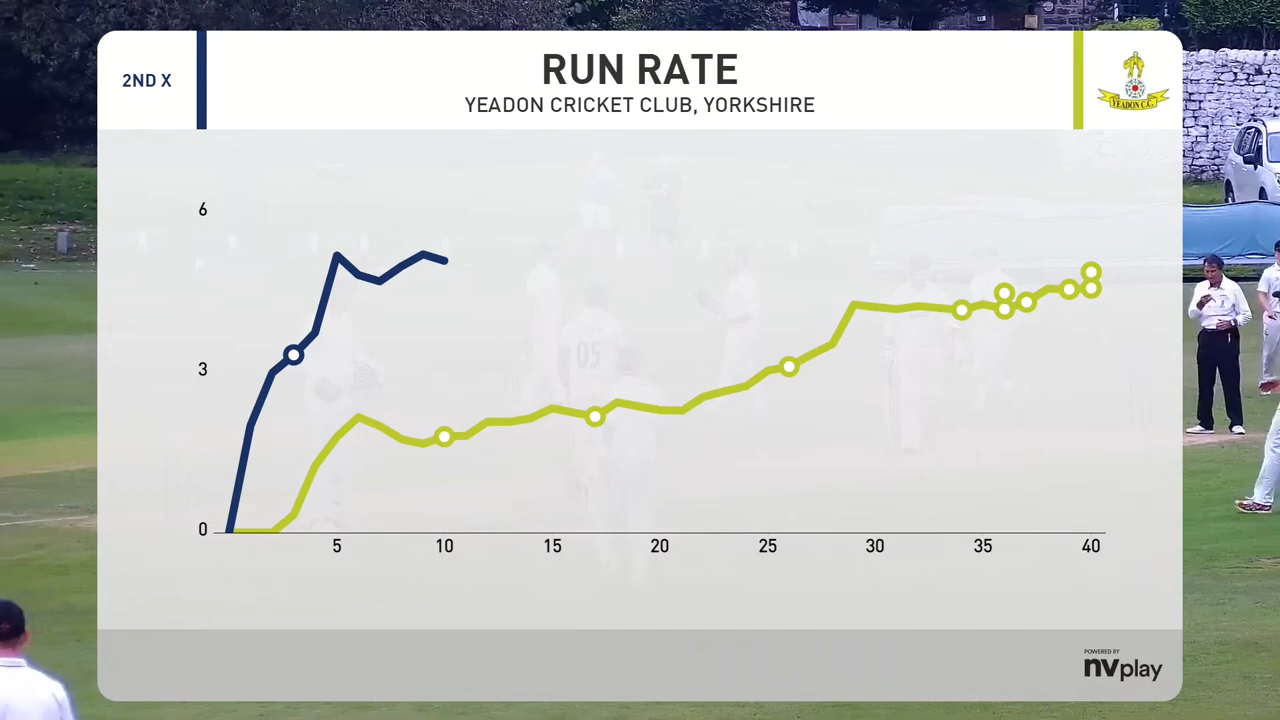 2ND X
RUN RATE
YEADON CRICKET CLUB, YORKSHIRE
YEADON C.C.
6
3
0
5 10 15 20 25 30 35 40
05
POWERED BY
nvplay